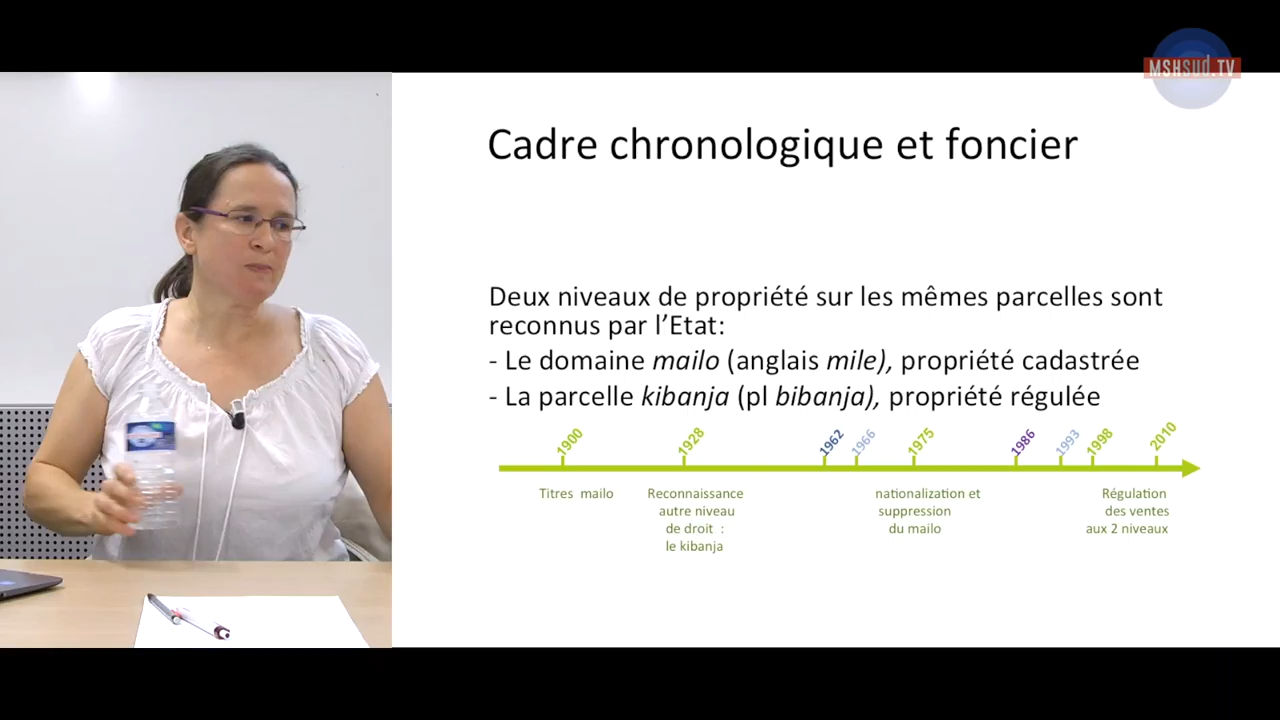 MSHsud.TV
Cadre chronologique et foncier
Deux niveaux de propriété sur les mêmes parcelles sont
reconnus par l’Etat:
- Le domaine mailo (anglais mile), propriété cadastrée
- La parcelle kibanja (pl bibanja), propriété régulée
1900 1928 1962 1966 1975 1986 1993 1998 2010
Titres mailo
Reconnaissance
autre niveau
de droit :
le kibanja
nationalization et
suppression
du mailo
Régulation
des ventes
aux 2 niveaux